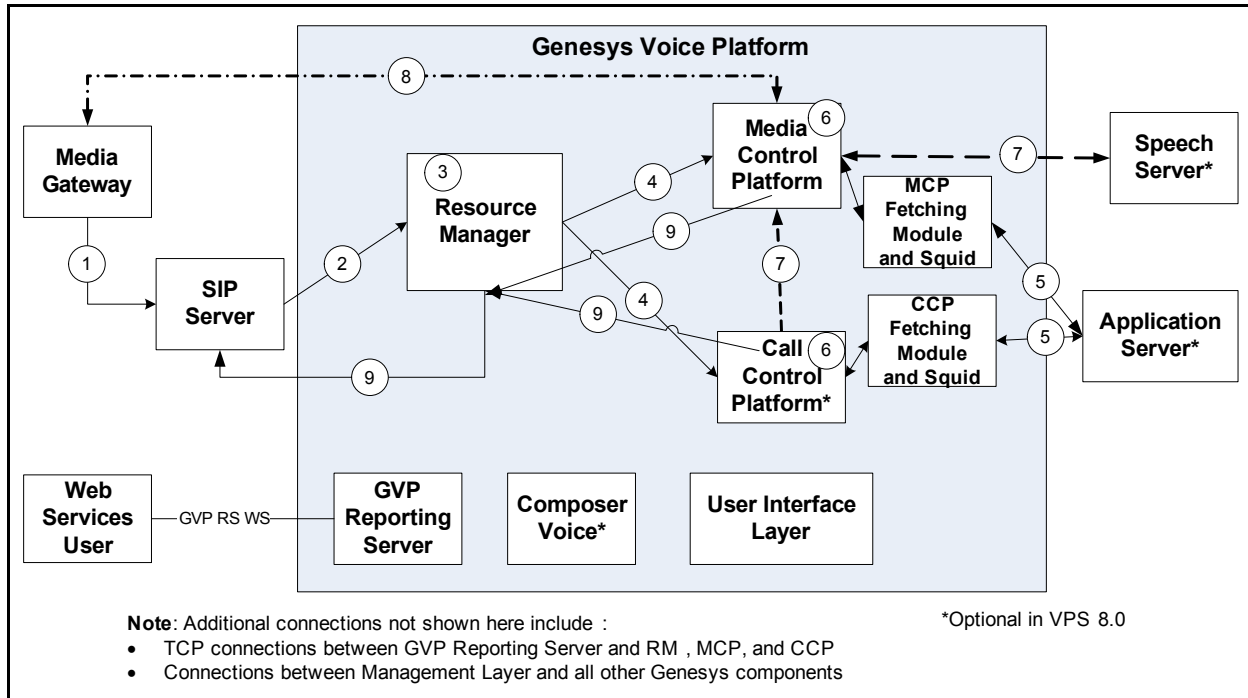 Genesys Voice Platform
8
Media
Gateway
1
SIP
Server
2
3
Resource
Manager
4
4
9
9
9
6
Media
Control
Platform
7
7
Speech
Server*
MCP
Fetching
Module
and Squid
5
5
Application
Server*
CCP
Fetching
Module
and Squid
6
Call
Control
Platform*
Web
Services
User
GVP RS WS
GVP
Reporting
Server
Composer
Voice*
User Interface
Layer
Note: Additional connections not shown here include :
• TCP connections between GVP Reporting Server and RM , MCP, and CCP
• Connections between Management Layer and all other Genesys components
*Optional in VPS 8.0